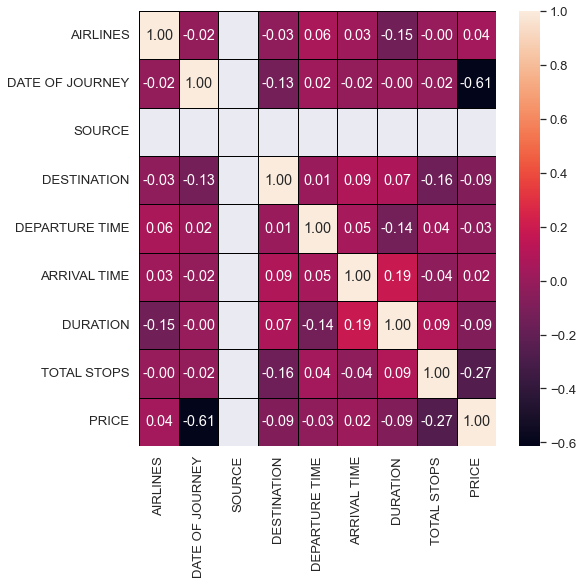 AIRLINES 1.00 -0.02 -0.03 0.06 0.03 -0.15 -0.00 0.04
DATE OF JOURNEY -0.02 1.00 -0.13 0.02 -0.02 -0.00 -0.02 -0.61
SOURCE
DESTINATION -0.03 -0.13 1.00 0.01 0.09 0.07 -0.16 -0.09
DEPARTURE TIME 0.06 0.02 0.01 1.00 0.05 -0.14 0.04 -0.03
ARRIVAL TIME 0.03 -0.02 0.09 0.05 1.00 0.19 -0.04 0.02
DURATION -0.15 -0.00 0.07 -0.14 0.19 1.00 0.09 -0.09
TOTAL STOPS -0.00 -0.02 -0.16 0.04 -0.04 0.09 1.00 -0.27
PRICE 0.04 -0.61 -0.09 -0.03 0.02 -0.09 -0.27 1.00
AIRLINES
DATE OF JOURNEY
SOURCE
DESTINATION
DEPARTURE TIME
ARRIVAL TIME
DURATION
TOTAL STOPS
PRICE
1.0
0.8
0.6
0.4
0.2
0.0
−0.2
−0.4
−0.6